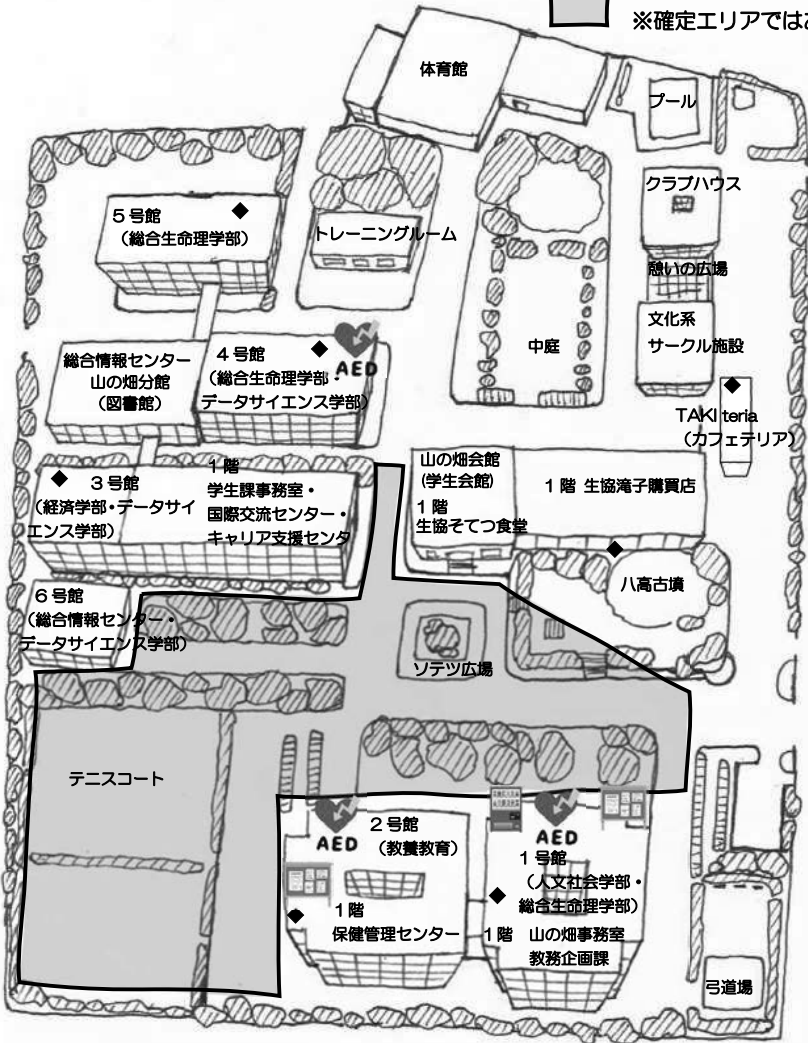 ※確定エリアではあ
体育館
プール
クラブハウス
5号館
（総合生命理学部）
トレーニングルーム
憩いの広場
文化系
サークル施設
中庭
総合情報センター
山の畑分館
（図書館）
4号館
（総合生命理学部・
データサイエンス学部）
AED
TAKI teria
（カフェテリア）
3号館
（経済学部・データサイ
エンス学部）
1階
学生課事務室・
国際交流センター・
キャリア支援センタ
山の畑会館
(学生会館)
1階
生協そてつ食堂
1階 生協滝子購買店
八高古墳
6号館
（総合情報センター・
データサイエンス学部）
ソテツ広場
テニスコート
AED
2号館
（教養教育）
1階
保健管理センター
AED
1号館
（人文社会学部・
総合生命理学部）
1階 山の畑事務室
教務企画課
弓道場